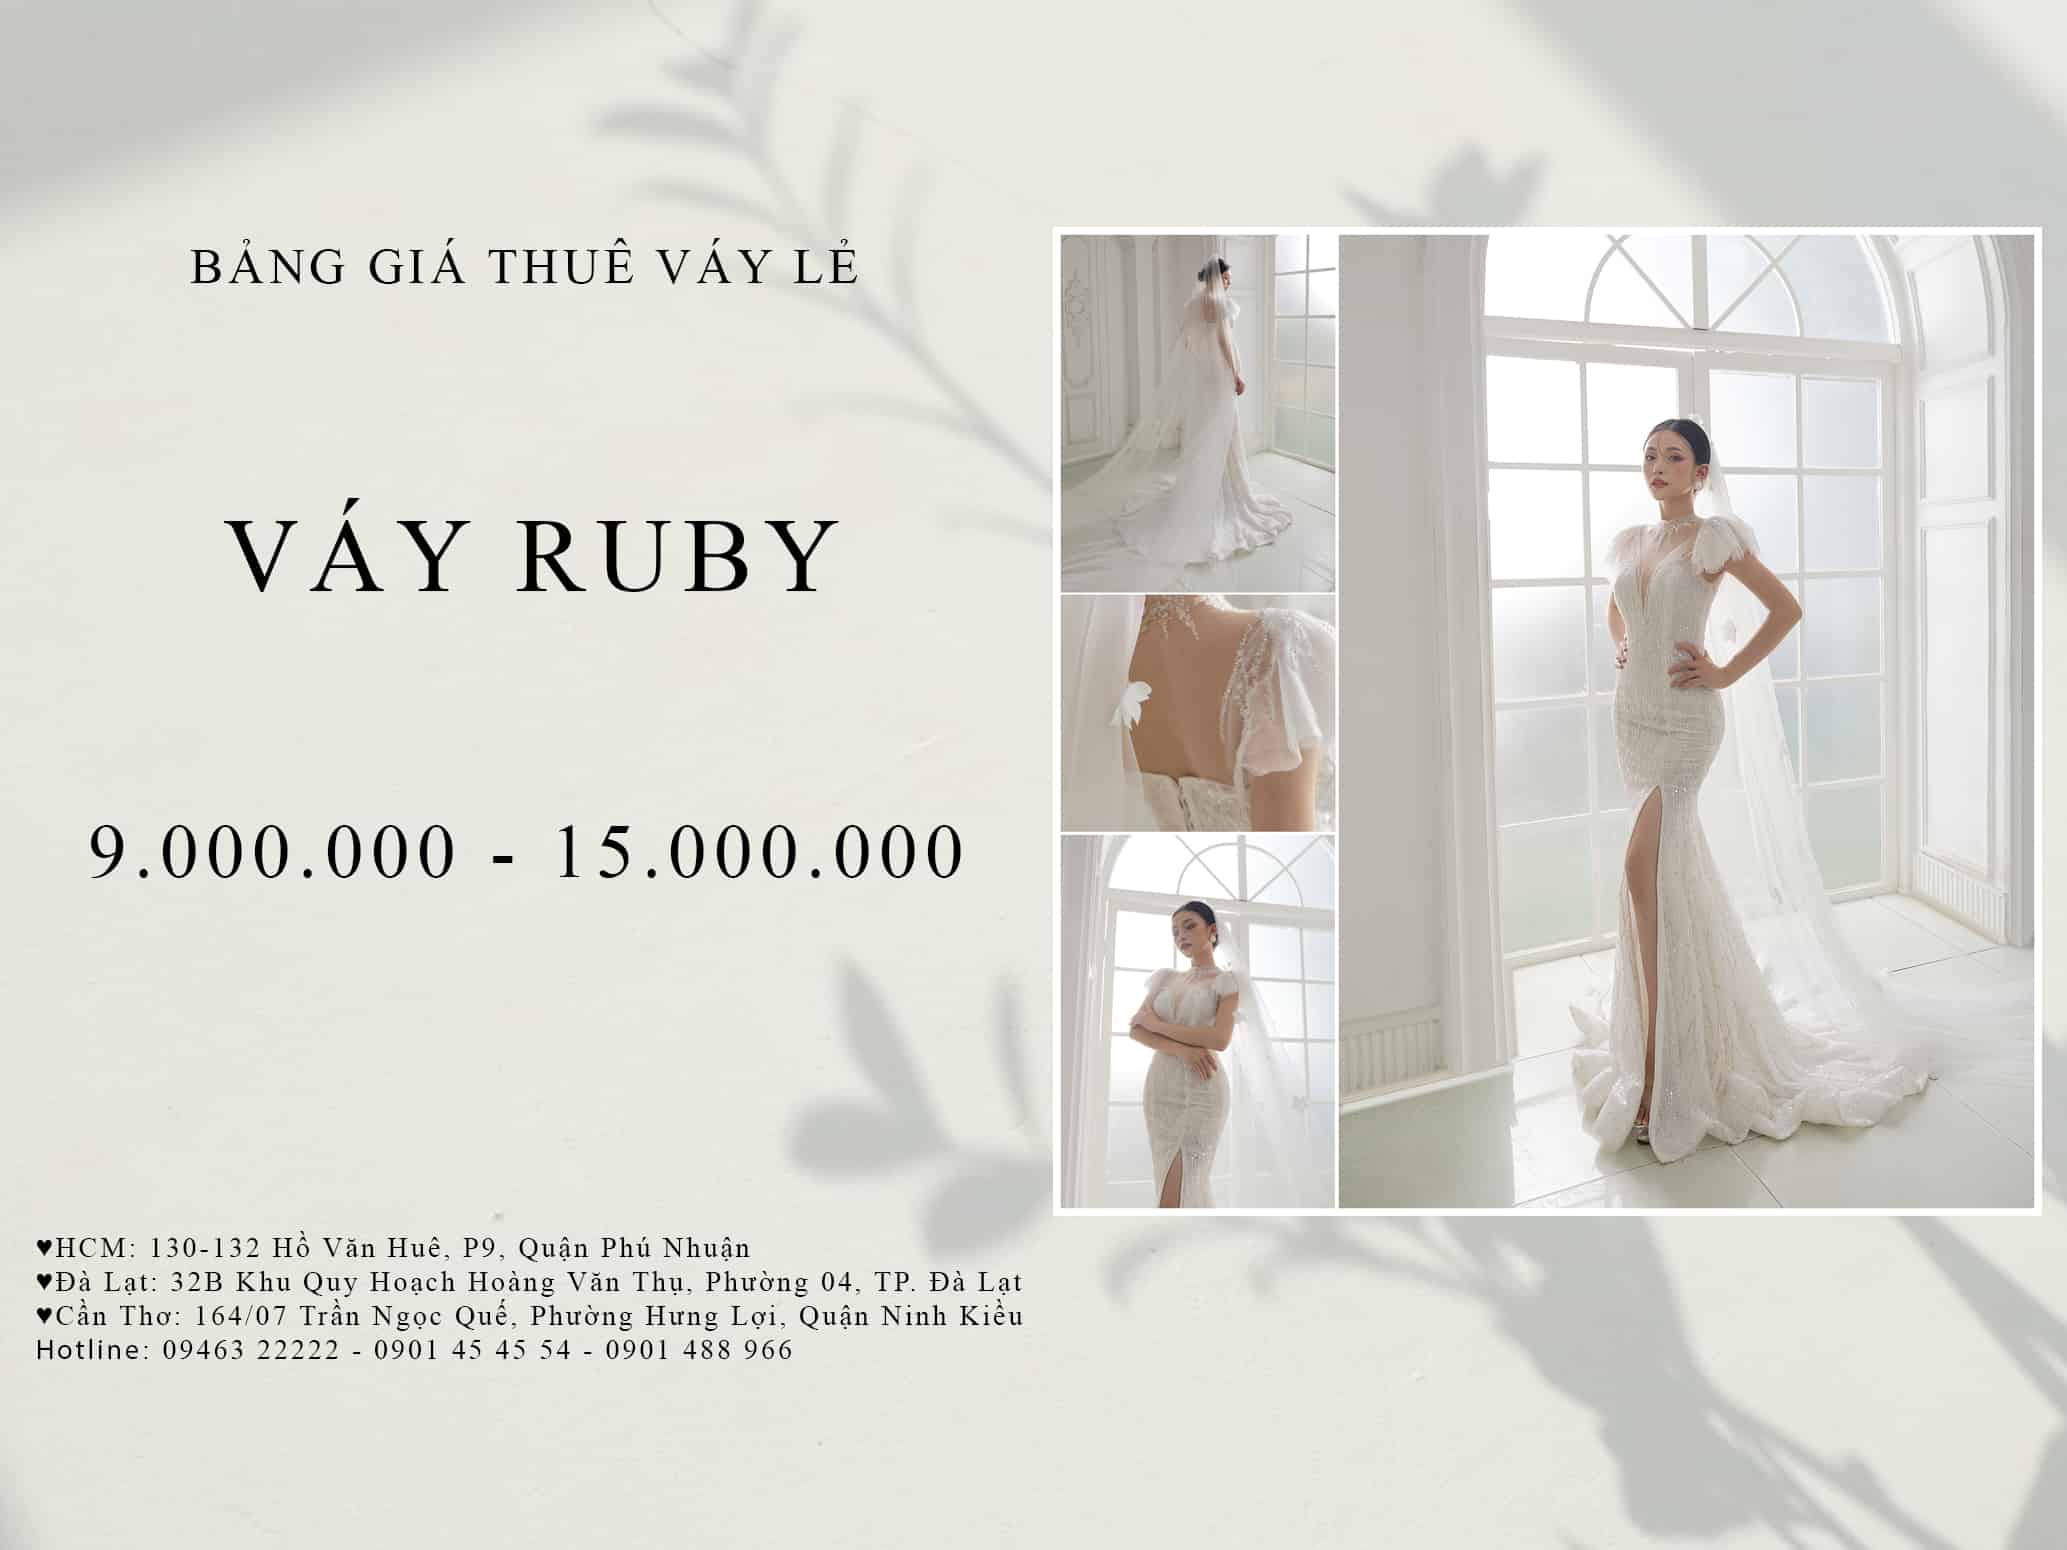 BẢNG GIÁ THUÊ VÁY LẺ
VÁY RUBY
9.000.000 - 15.000.000
♥HCM: 130-132 Hồ Văn Huê, P9, Quận Phú Nhuận
♥Đà Lạt: 32B Khu Quy Hoạch Hoàng Văn Thụ, Phường 04, TP. Đà Lạt
♥Cần Thơ: 164/07 Trần Ngọc Quế, Phường Hưng Lợi, Quận Ninh Kiều
Hotline: 09463 22222 - 0901 45 45 54 - 0901 488 966